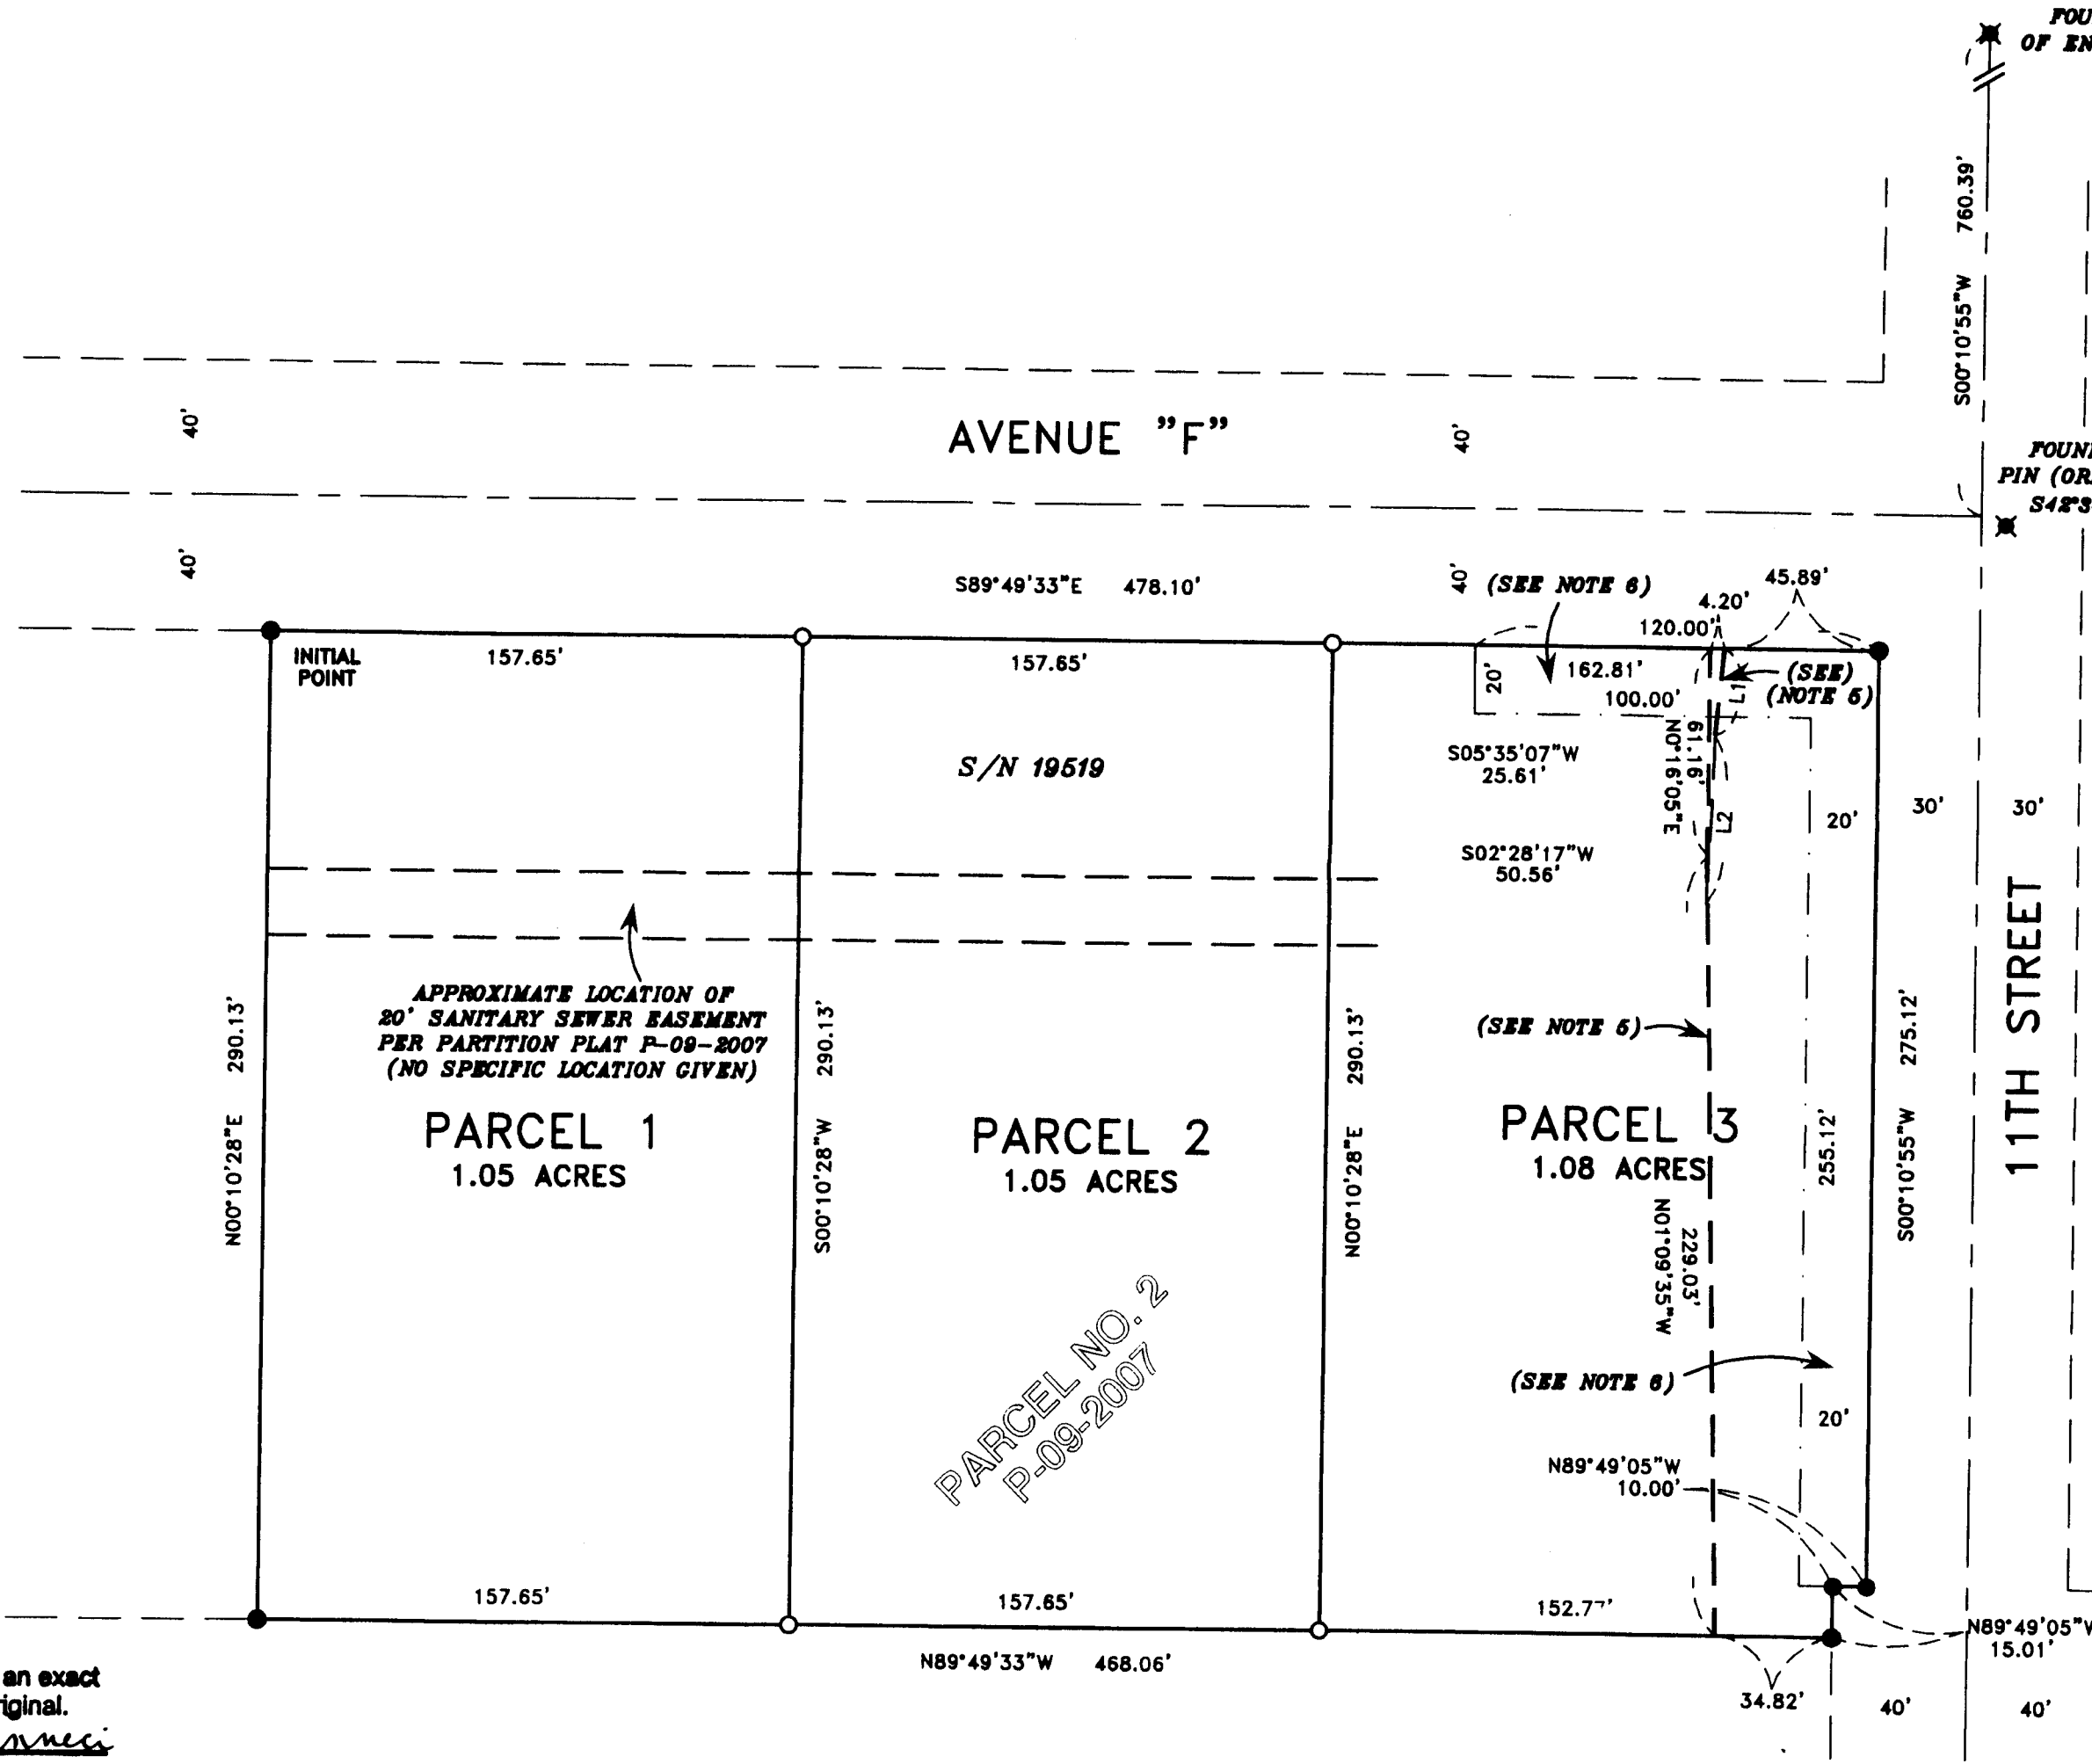 FOU
OF EN
S00°10'55"W 760.39'
40'
AVENUE "F"
40'
FOUN
PIN (OR
S42°3
40'
S89°49'33"E 478.10'
40'
(SEE NOTE 6)
45.89'
4.20'
120.00'
INITIAL
POINT
157.65'
157.65'
20'
162.81'
100.00'
L1
(SEE)
(NOTE 5)
S/N 19519
S05°35'07"W
25.61'
61.16'
N0°16'05"E
L2
20'
30'
30'
S02°28'17"W
50.56'
APPROXIMATE LOCATION OF
20' SANITARY SEWER EASEMENT
PER PARTITION PLAT P-09-2007
(NO SPECIFIC LOCATION GIVEN)
N00°10'28"E 290.13'
S00°10'28"W 290.13'
N00°10'28"E 290.13'
(SEE NOTE 5)
S00°10'55"W 275.12'
11TH STREET
PARCEL 1
1.05 ACRES
PARCEL 2
1.05 ACRES
PARCEL 3
1.08 ACRES
255.12'
229.03'
N01°09'35"W
PARCEL NO. 2
P-09-2007
(SEE NOTE 6)
20'
N89°49'05"W
10.00'
157.65'
157.65'
152.77'
N89°49'05"W
15.01'
N89°49'33"W 468.06'
34.82'
40'
40'
an exact
iginal.